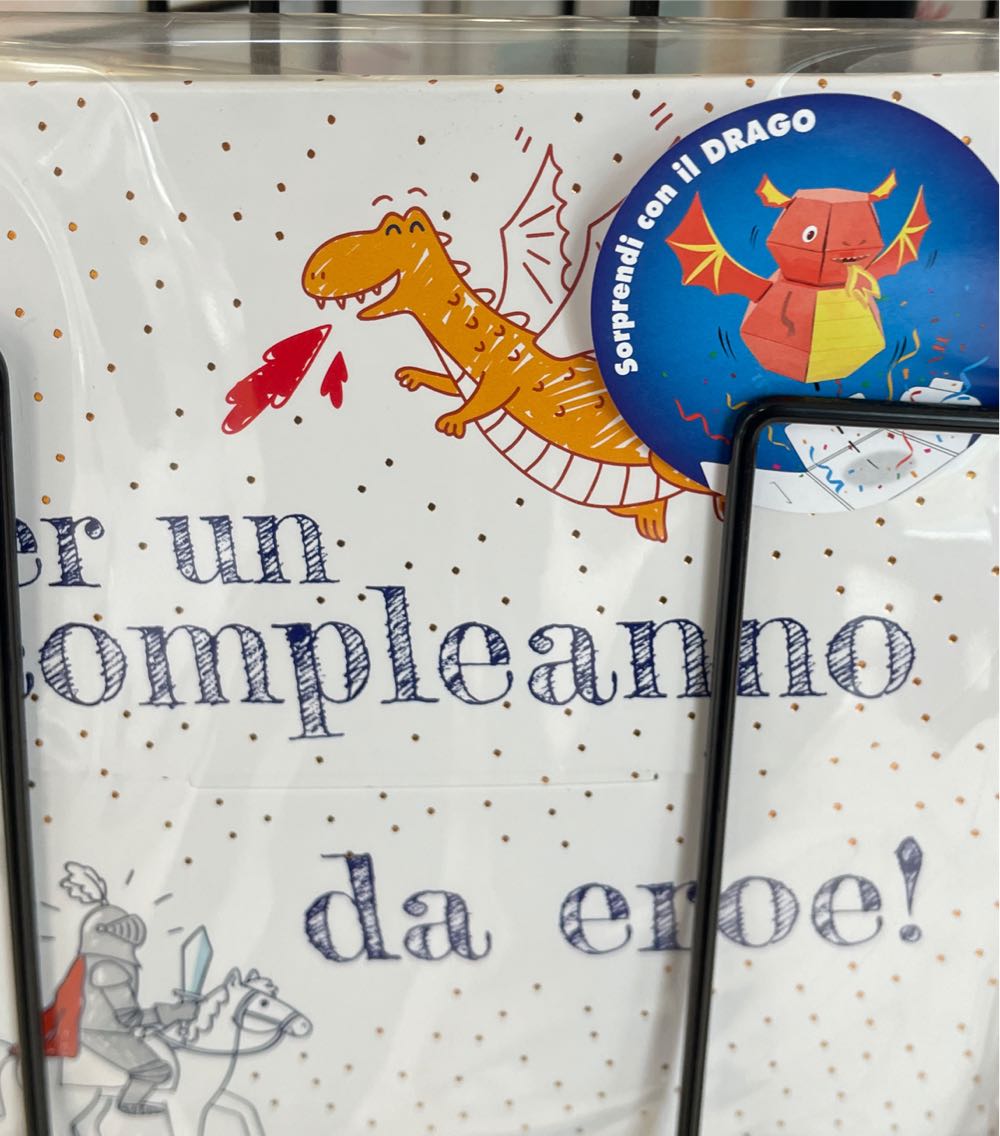 Sorprendi con il DRAGO
er un
compleanno
da eroe!